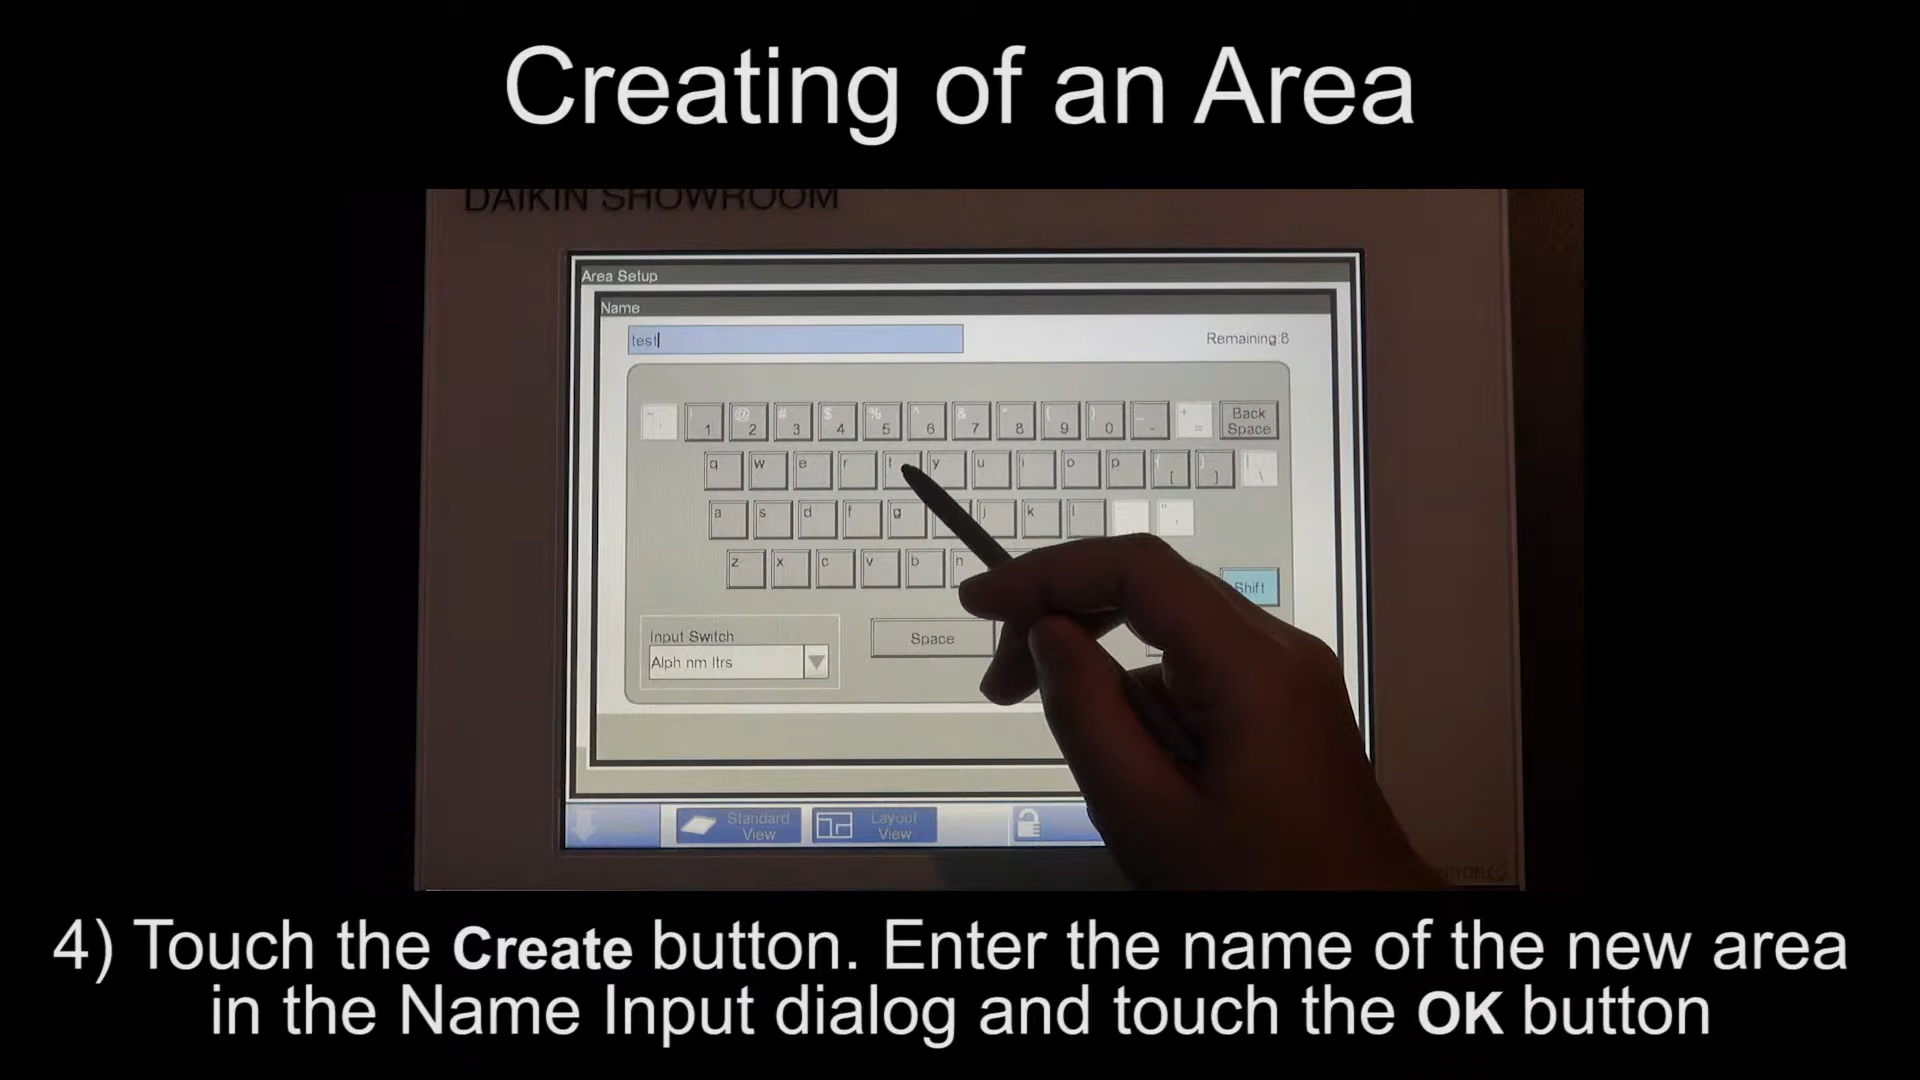 Creating of an Area
DAIKIN SHOWROOM
Area Setup
Name
test
Remaining:8
! 1 @ 2 # 3 $ 4 % 5 ^ 6 & 7 * 8 ( 9 ) 0 _ - + = Back Space
q w e r t y u i o p { [ } ] | \
a s d f g j k l " '
z x c v b n
Shift
Input Switch
Alph nm ltrs
Space
Standard View
Layout View
4) Touch the Create button. Enter the name of the new area
in the Name Input dialog and touch the OK button